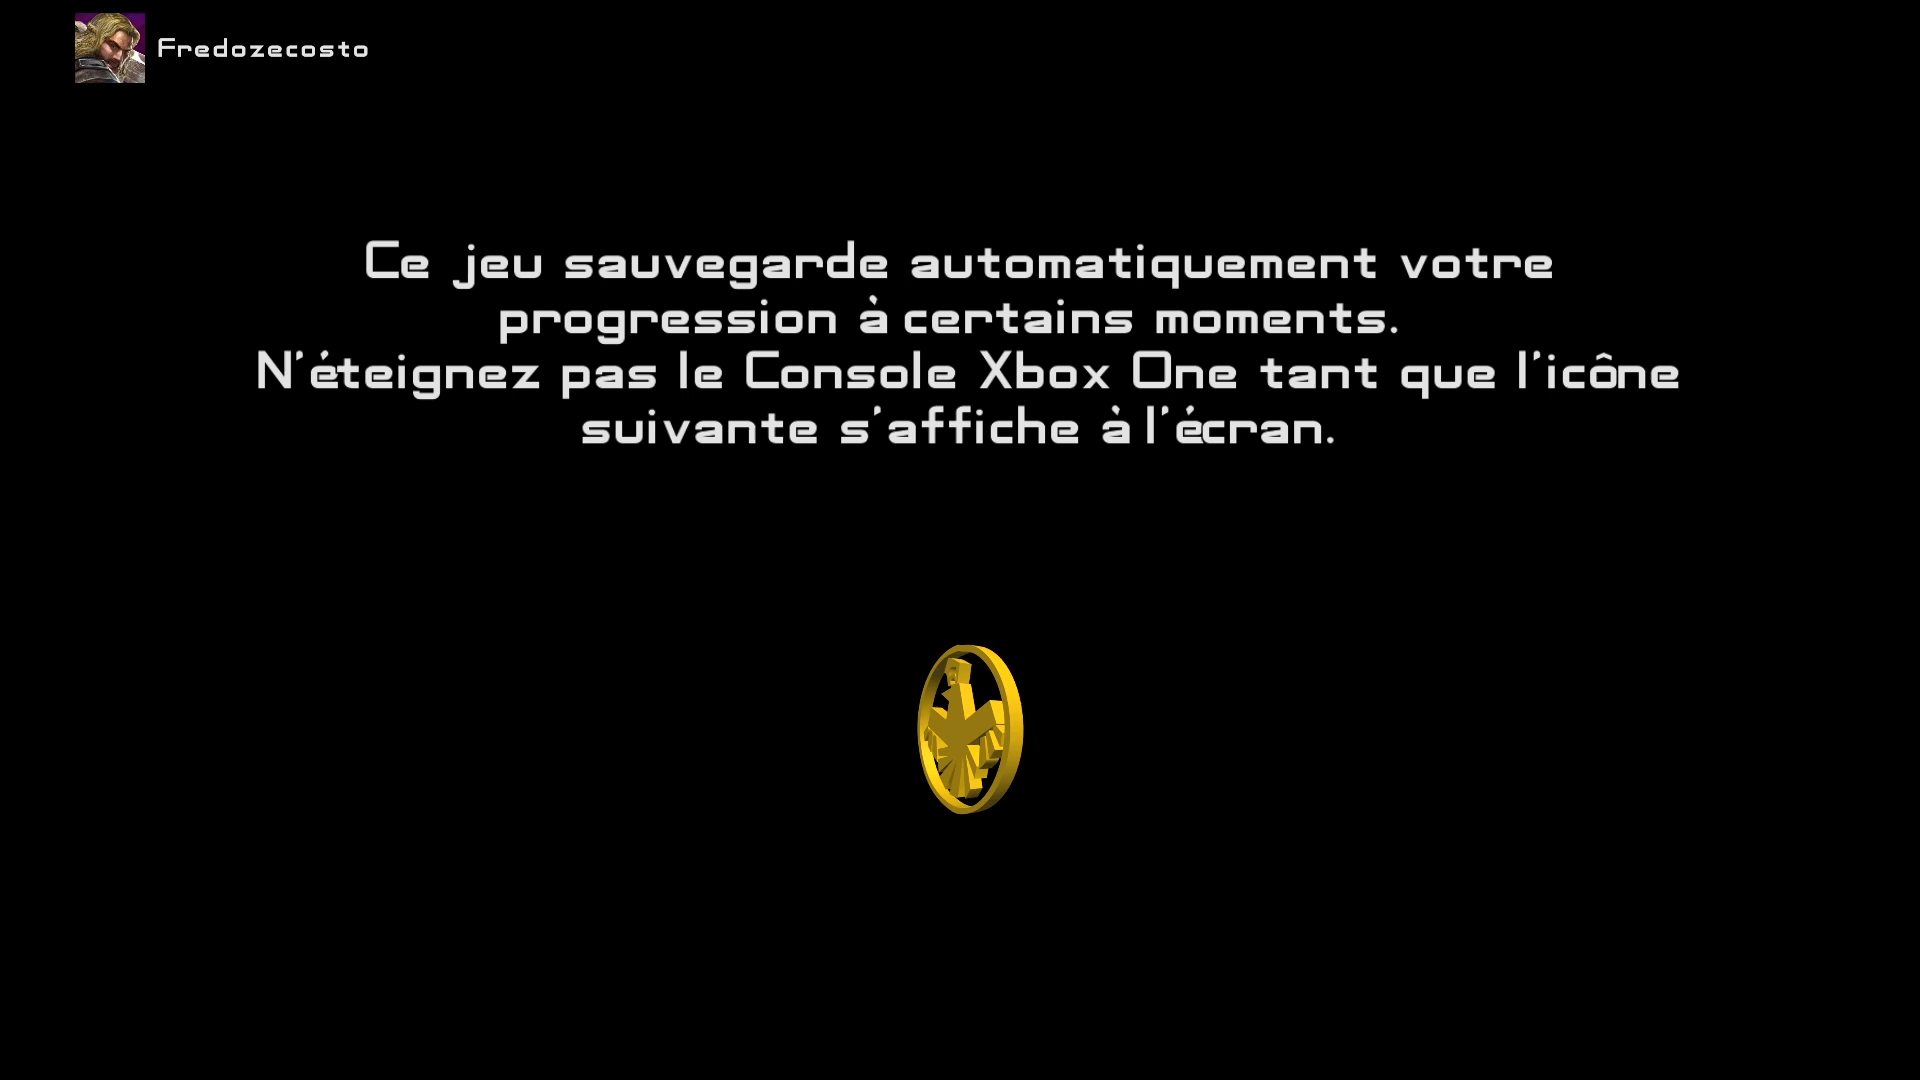 Fredozecosto
Ce jeu sauvegarde automatiquement votre
progression à certains moments.
N'éteignez pas le Console Xbox One tant que l'icône
suivante s'affiche à l'écran.